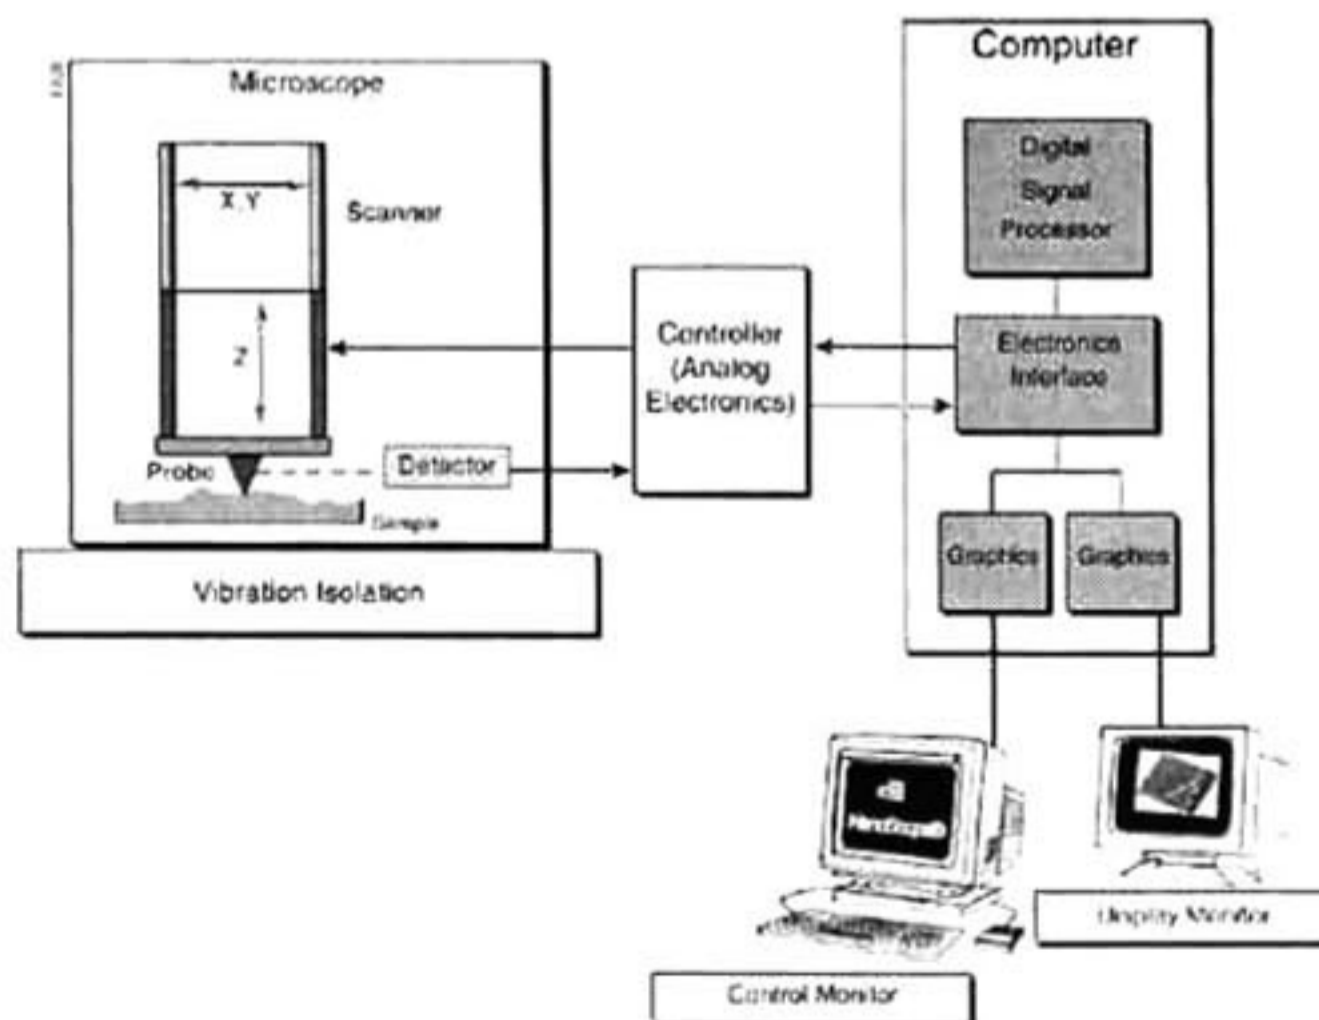 Computer
Microscope
Digital
Signal
Processor
X, Y
Scanner
Controller
(Analog
Electronics)
Electronics
Interface
Z
Probe
Detector
Sample
Graphics
Graphics
Vibration Isolation
Display Monitor
Control Monitor